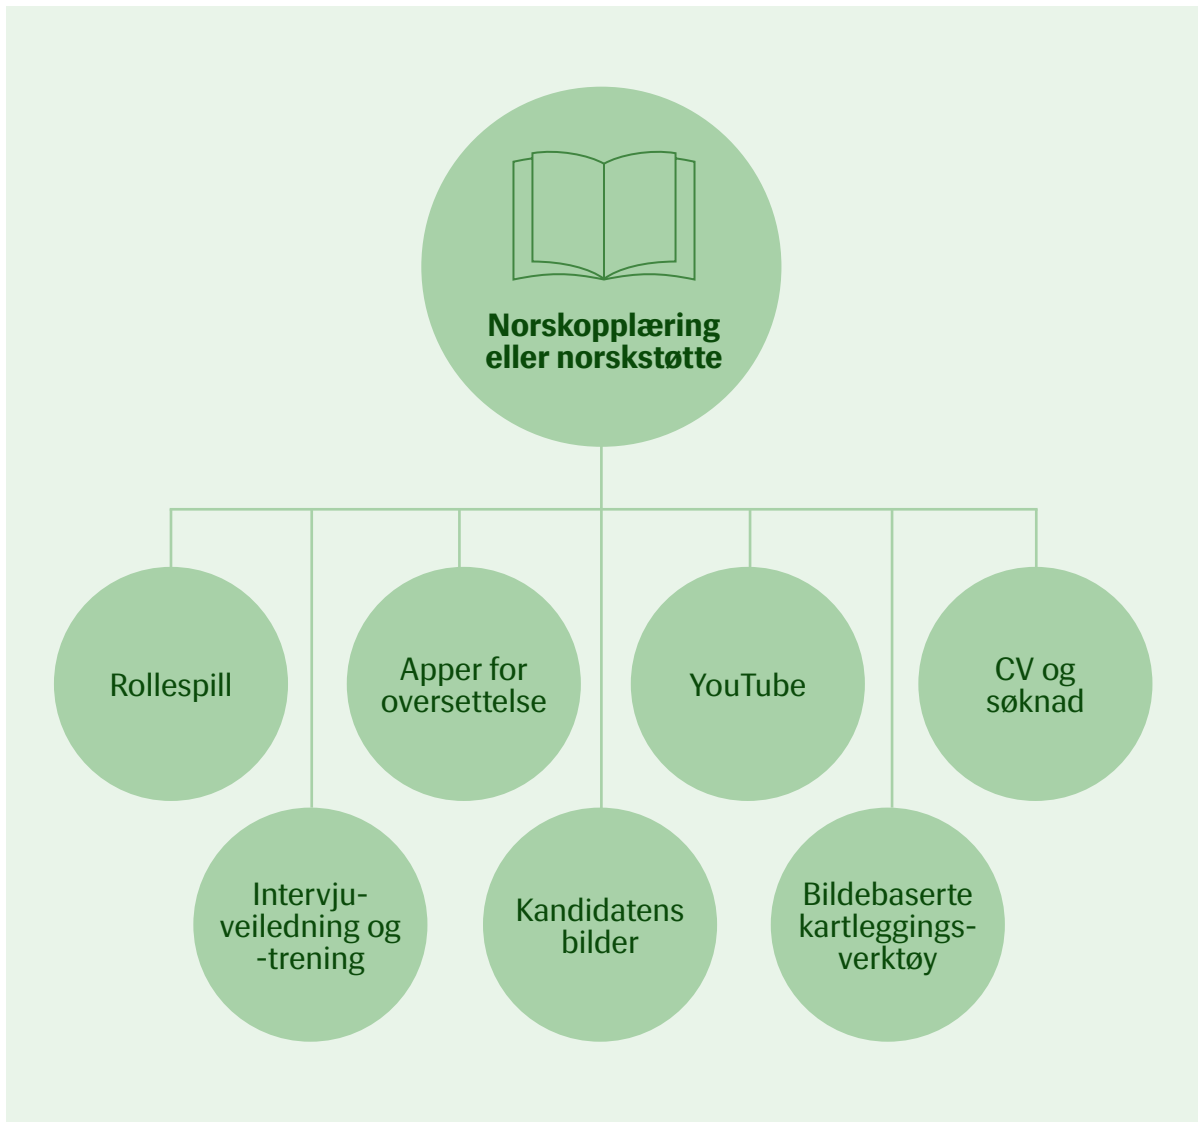 Norskopplæring
eller norskstøtte
Rollespill
Apper for
oversettelse
YouTube
CV og
søknad
Intervju-
veiledning og
-trening
Kandidatens
bilder
Bildebaserte
kartleggings-
verktøy